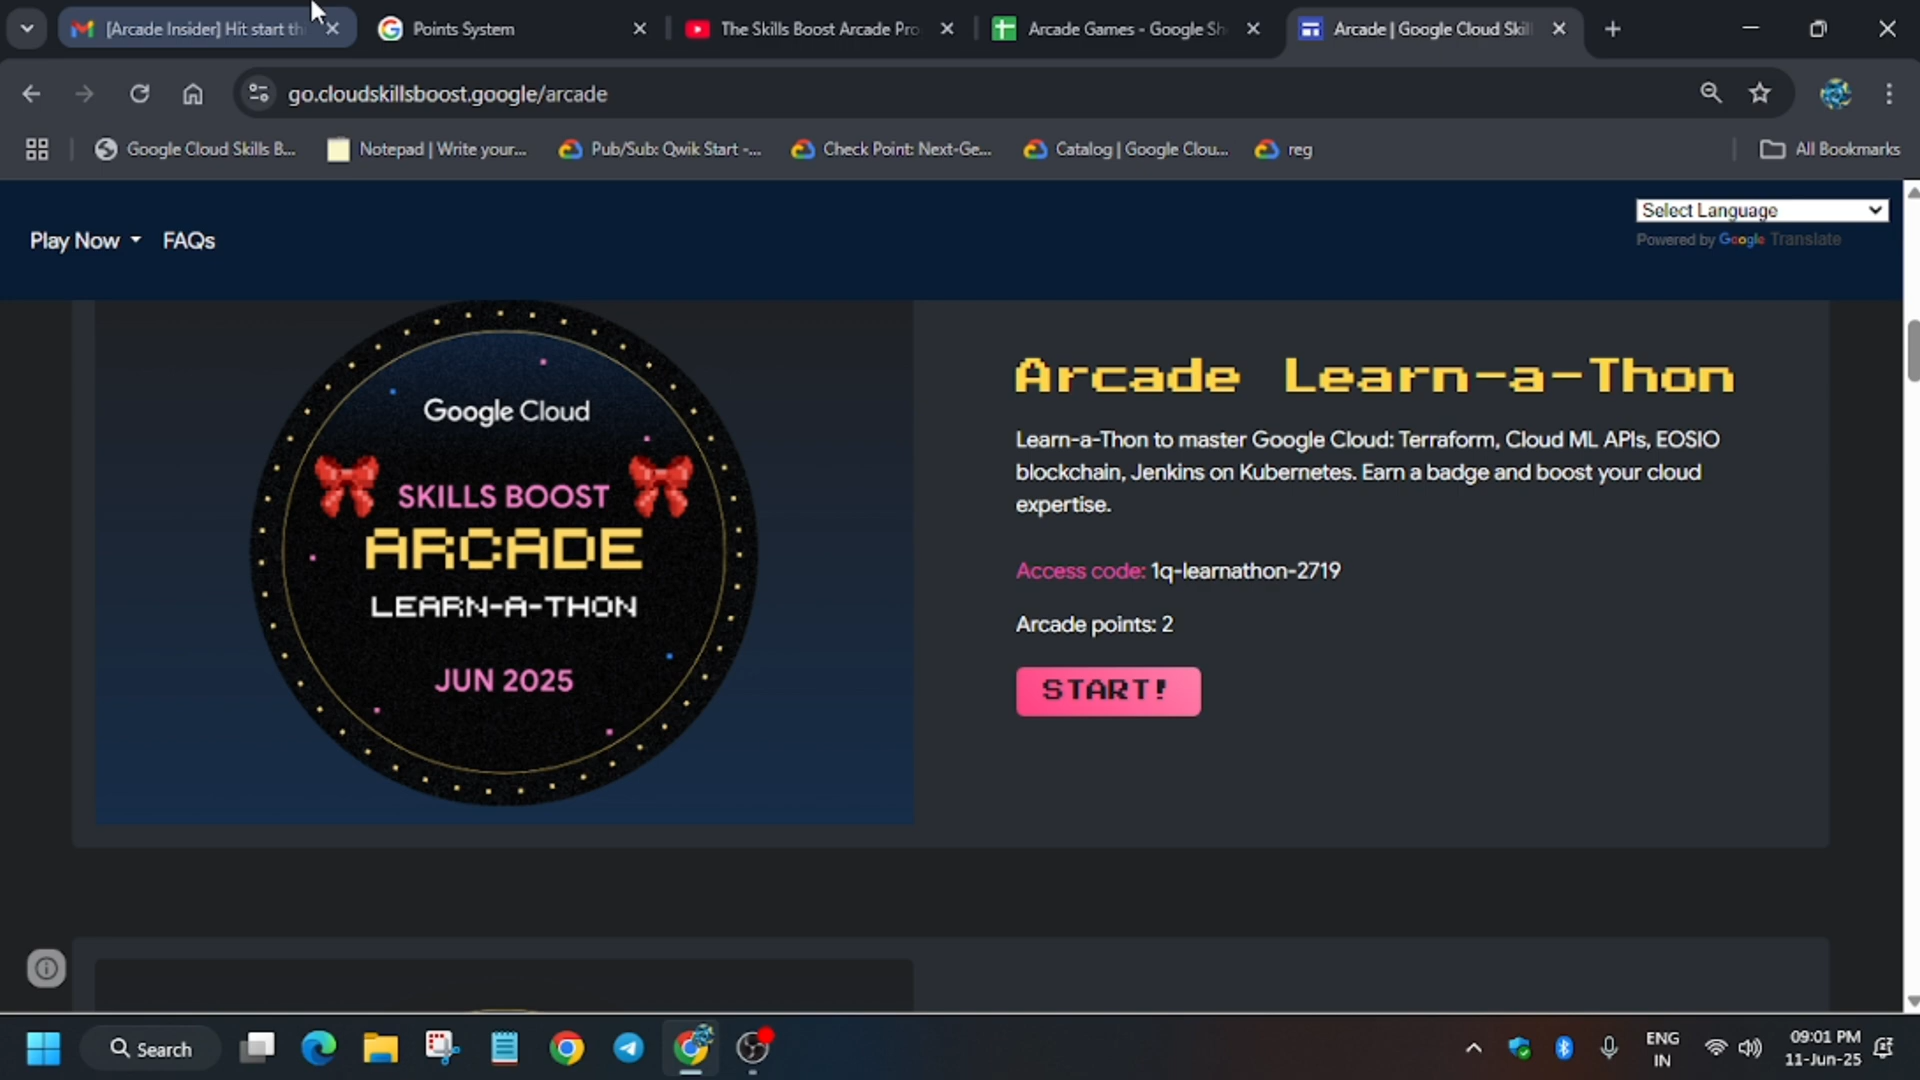 [Arcade Insider] Hit start th
Points System
The Skills Boost Arcade Pro
Arcade Games - Google Sh
Arcade | Google Cloud Skill
go.cloudskillsboost.google/arcade
Google Cloud Skills B...
Notepad | Write your...
Pub/Sub: Qwik Start -...
Check Point: Next-Ge...
Catalog | Google Clou...
reg
All Bookmarks
Play Now
FAQs
Select Language
Powered by Google Translate
Google Cloud
SKILLS BOOST
ARCADE
LEARN-A-THON
JUN 2025
Arcade Learn-a-Thon
Learn-a-Thon to master Google Cloud: Terraform, Cloud ML APIs, EOSIO
blockchain, Jenkins on Kubernetes. Earn a badge and boost your cloud
expertise.
Access code: 1q-learnathon-2719
Arcade points: 2
START!
Search
ENG
IN
09:01 PM
11-Jun-25